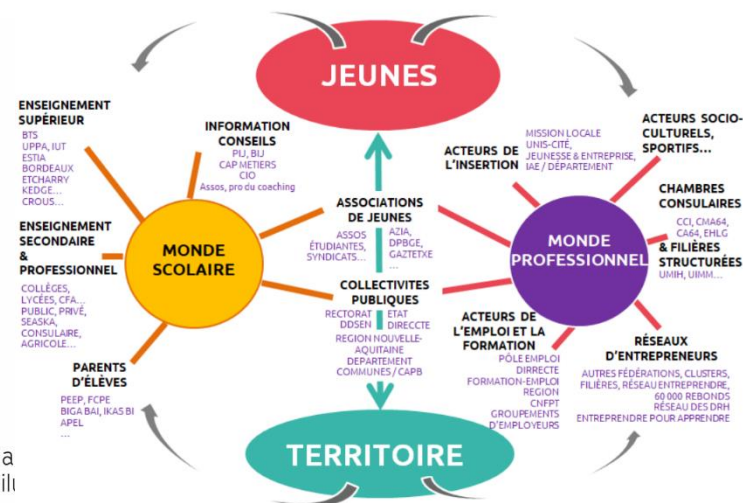 JEUNES
ENSEIGNEMENT
SUPÉRIEUR
BTS
UPPA, IUT
ESTIA
BORDEAUX
ETCHARRY
KEDGE...
CROUS...
INFORMATION
CONSEILS
PIJ, BIJ
CAP METIERS
CIO
Assos, pro du coaching
ENSEIGNEMENT
SECONDAIRE
&
PROFESSIONNEL
COLLÈGES,
LYCÉES, CFA...
PUBLIC, PRIVÉ,
SEASKA,
CONSULAIRE,
AGRICOLE...
PARENTS
D'ÉLÈVES
PEEP, FCPE
BIGA BAI, IKAS BI
APEL
...
MONDE
SCOLAIRE
ASSOCIATIONS
DE JEUNES
ASSOS
ÉTUDIANTES,
SYNDICATS...
AZIA,
DPBGE,
GAZTETXE
...
COLLECTIVITES
PUBLIQUES
RECTORAT
DDSEN
ETAT
DIRECCTE
REGION NOUVELLE-
AQUITAINE
DEPARTEMENT
COMMUNES / CAPB
ACTEURS DE
L'INSERTION
MISSION LOCALE
UNIS-CITÉ,
JEUNESSE & ENTREPRISE,
IAE / DÉPARTEMENT
ACTEURS SOCIO-
CULTURELS,
SPORTIFS...
CHAMBRES
CONSULAIRES
CCI, CMA64,
CA64, EHLG
& FILIÈRES
STRUCTURÉES
UMIH, UIMM...
MONDE
PROFESSIONNEL
ACTEURS DE
L'EMPLOI ET LA
FORMATION
PÔLE EMPLOI
DIRRECTE
FORMATION-EMPLOI
REGION
CNFPT
GROUPEMENTS
D'EMPLOYEURS
RÉSEAUX
D'ENTREPRENEURS
AUTRES FÉDÉRATIONS, CLUSTERS,
FILIÈRES, RÉSEAU ENTREPRENDRE,
60 000 REBONDS
RÉSEAU DES DRH
ENTREPRENDRE POUR APPRENDRE
TERRITOIRE
a